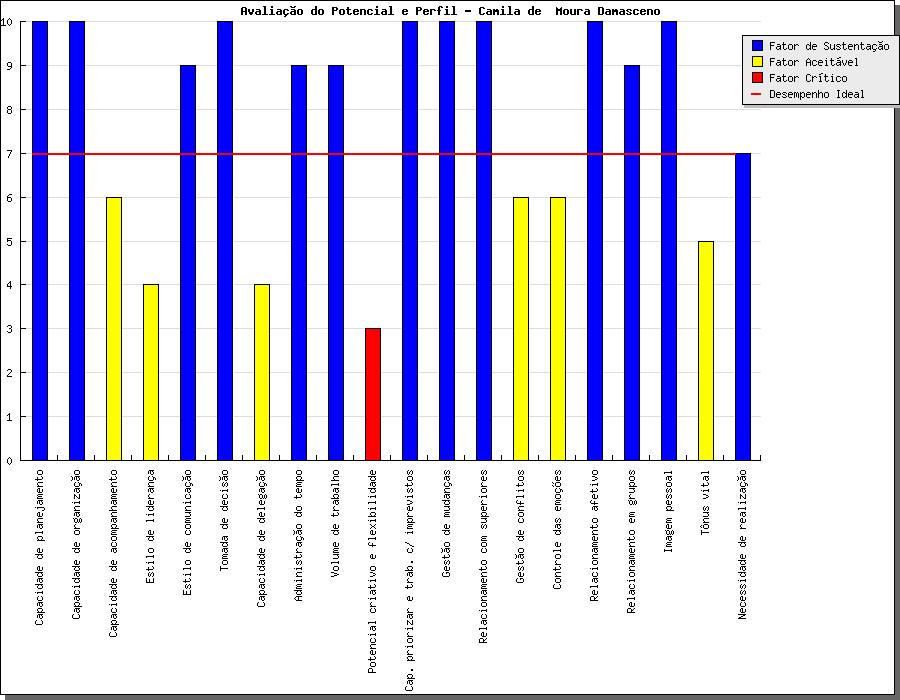 Avaliação do Potencial e Perfil - Camila de  Moura Damasceno
Fator de Sustentação
Fator Aceitável
Fator Crítico
Desempenho Ideal
10
9
8
7
6
5
4
3
2
1
0
Capacidade de planejamento
Capacidade de organização
Capacidade de acompanhamento
Estilo de liderança
Estilo de comunicação
Tomada de decisão
Capacidade de delegação
Administração do tempo
Volume de trabalho
Potencial criativo e flexibilidade
Cap. priorizar e trab. c/ imprevistos
Gestão de mudanças
Relacionamento com superiores
Gestão de conflitos
Controle das emoções
Relacionamento afetivo
Relacionamento em grupos
Imagem pessoal
Tônus vital
Necessidade de realização